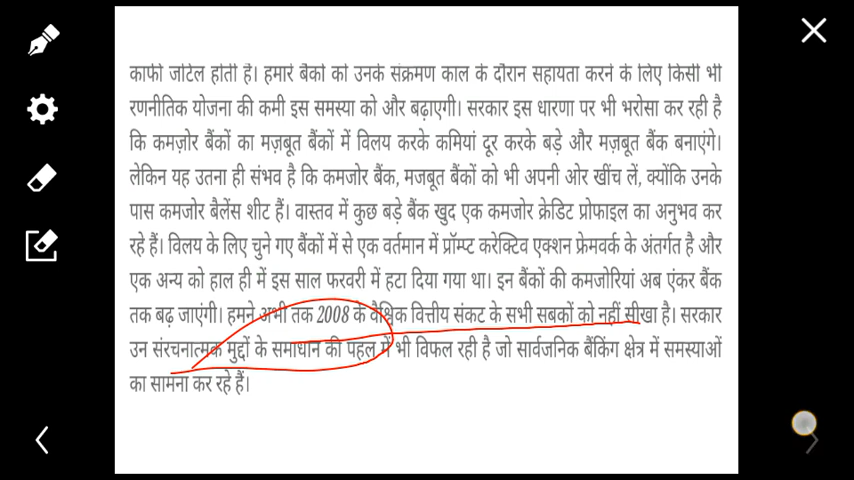 काफी जटिल होती है। हमारे बैंकों को उनके संक्रमण काल के दौरान सहायता करने के लिए किसी भी
रणनीतिक योजना की कमी इस समस्या को और बढ़ाएगी। सरकार इस धारणा पर भी भरोसा कर रही है
कि कमज़ोर बैंकों का मज़बूत बैंकों में विलय करके कमियां दूर करके बड़े और मज़बूत बैंक बनाएंगे।
लेकिन यह उतना ही संभव है कि कमजोर बैंक, मजबूत बैंकों को भी अपनी ओर खींच लें, क्योंकि उनके
पास कमजोर बैलेंस शीट हैं। वास्तव में कुछ बड़े बैंक खुद एक कमजोर क्रेडिट प्रोफाइल का अनुभव कर
रहे हैं। विलय के लिए चुने गए बैंकों में से एक वर्तमान में प्रॉम्प्ट करेक्टिव एक्शन फ्रेमवर्क के अंतर्गत है और
एक अन्य को हाल ही में इस साल फरवरी में हटा दिया गया था। इन बैंकों की कमजोरियां अब एंकर बैंक
तक बढ़ जाएंगी। हमने अभी तक 2008 के वैश्विक वित्तीय संकट के सभी सबकों को नहीं सीखा है। सरकार
उन संरचनात्मक मुद्दों के समाधान की पहल में भी विफल रही है जो सार्वजनिक बैंकिंग क्षेत्र में समस्याओं
का सामना कर रहे हैं।